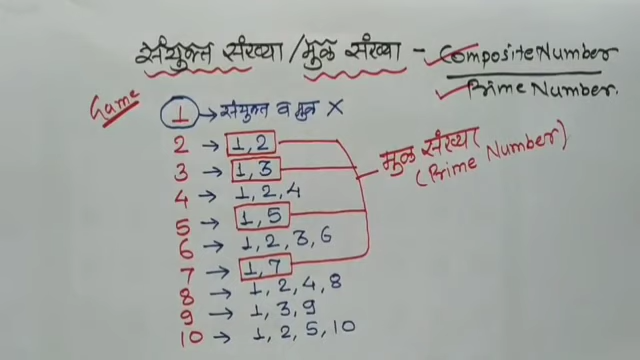 संयुक्त संख्या / मुळ संख्या - Composite Number
Prime Number.
Game
1 → संयुक्त व मुळ X
2 → 1, 2
3 → 1, 3
4 → 1, 2, 4
5 → 1, 5
6 → 1, 2, 3, 6
7 → 1, 7
8 → 1, 2, 4, 8
9 → 1, 3, 9
10 → 1, 2, 5, 10
मुळ संख्या
(Prime Number)